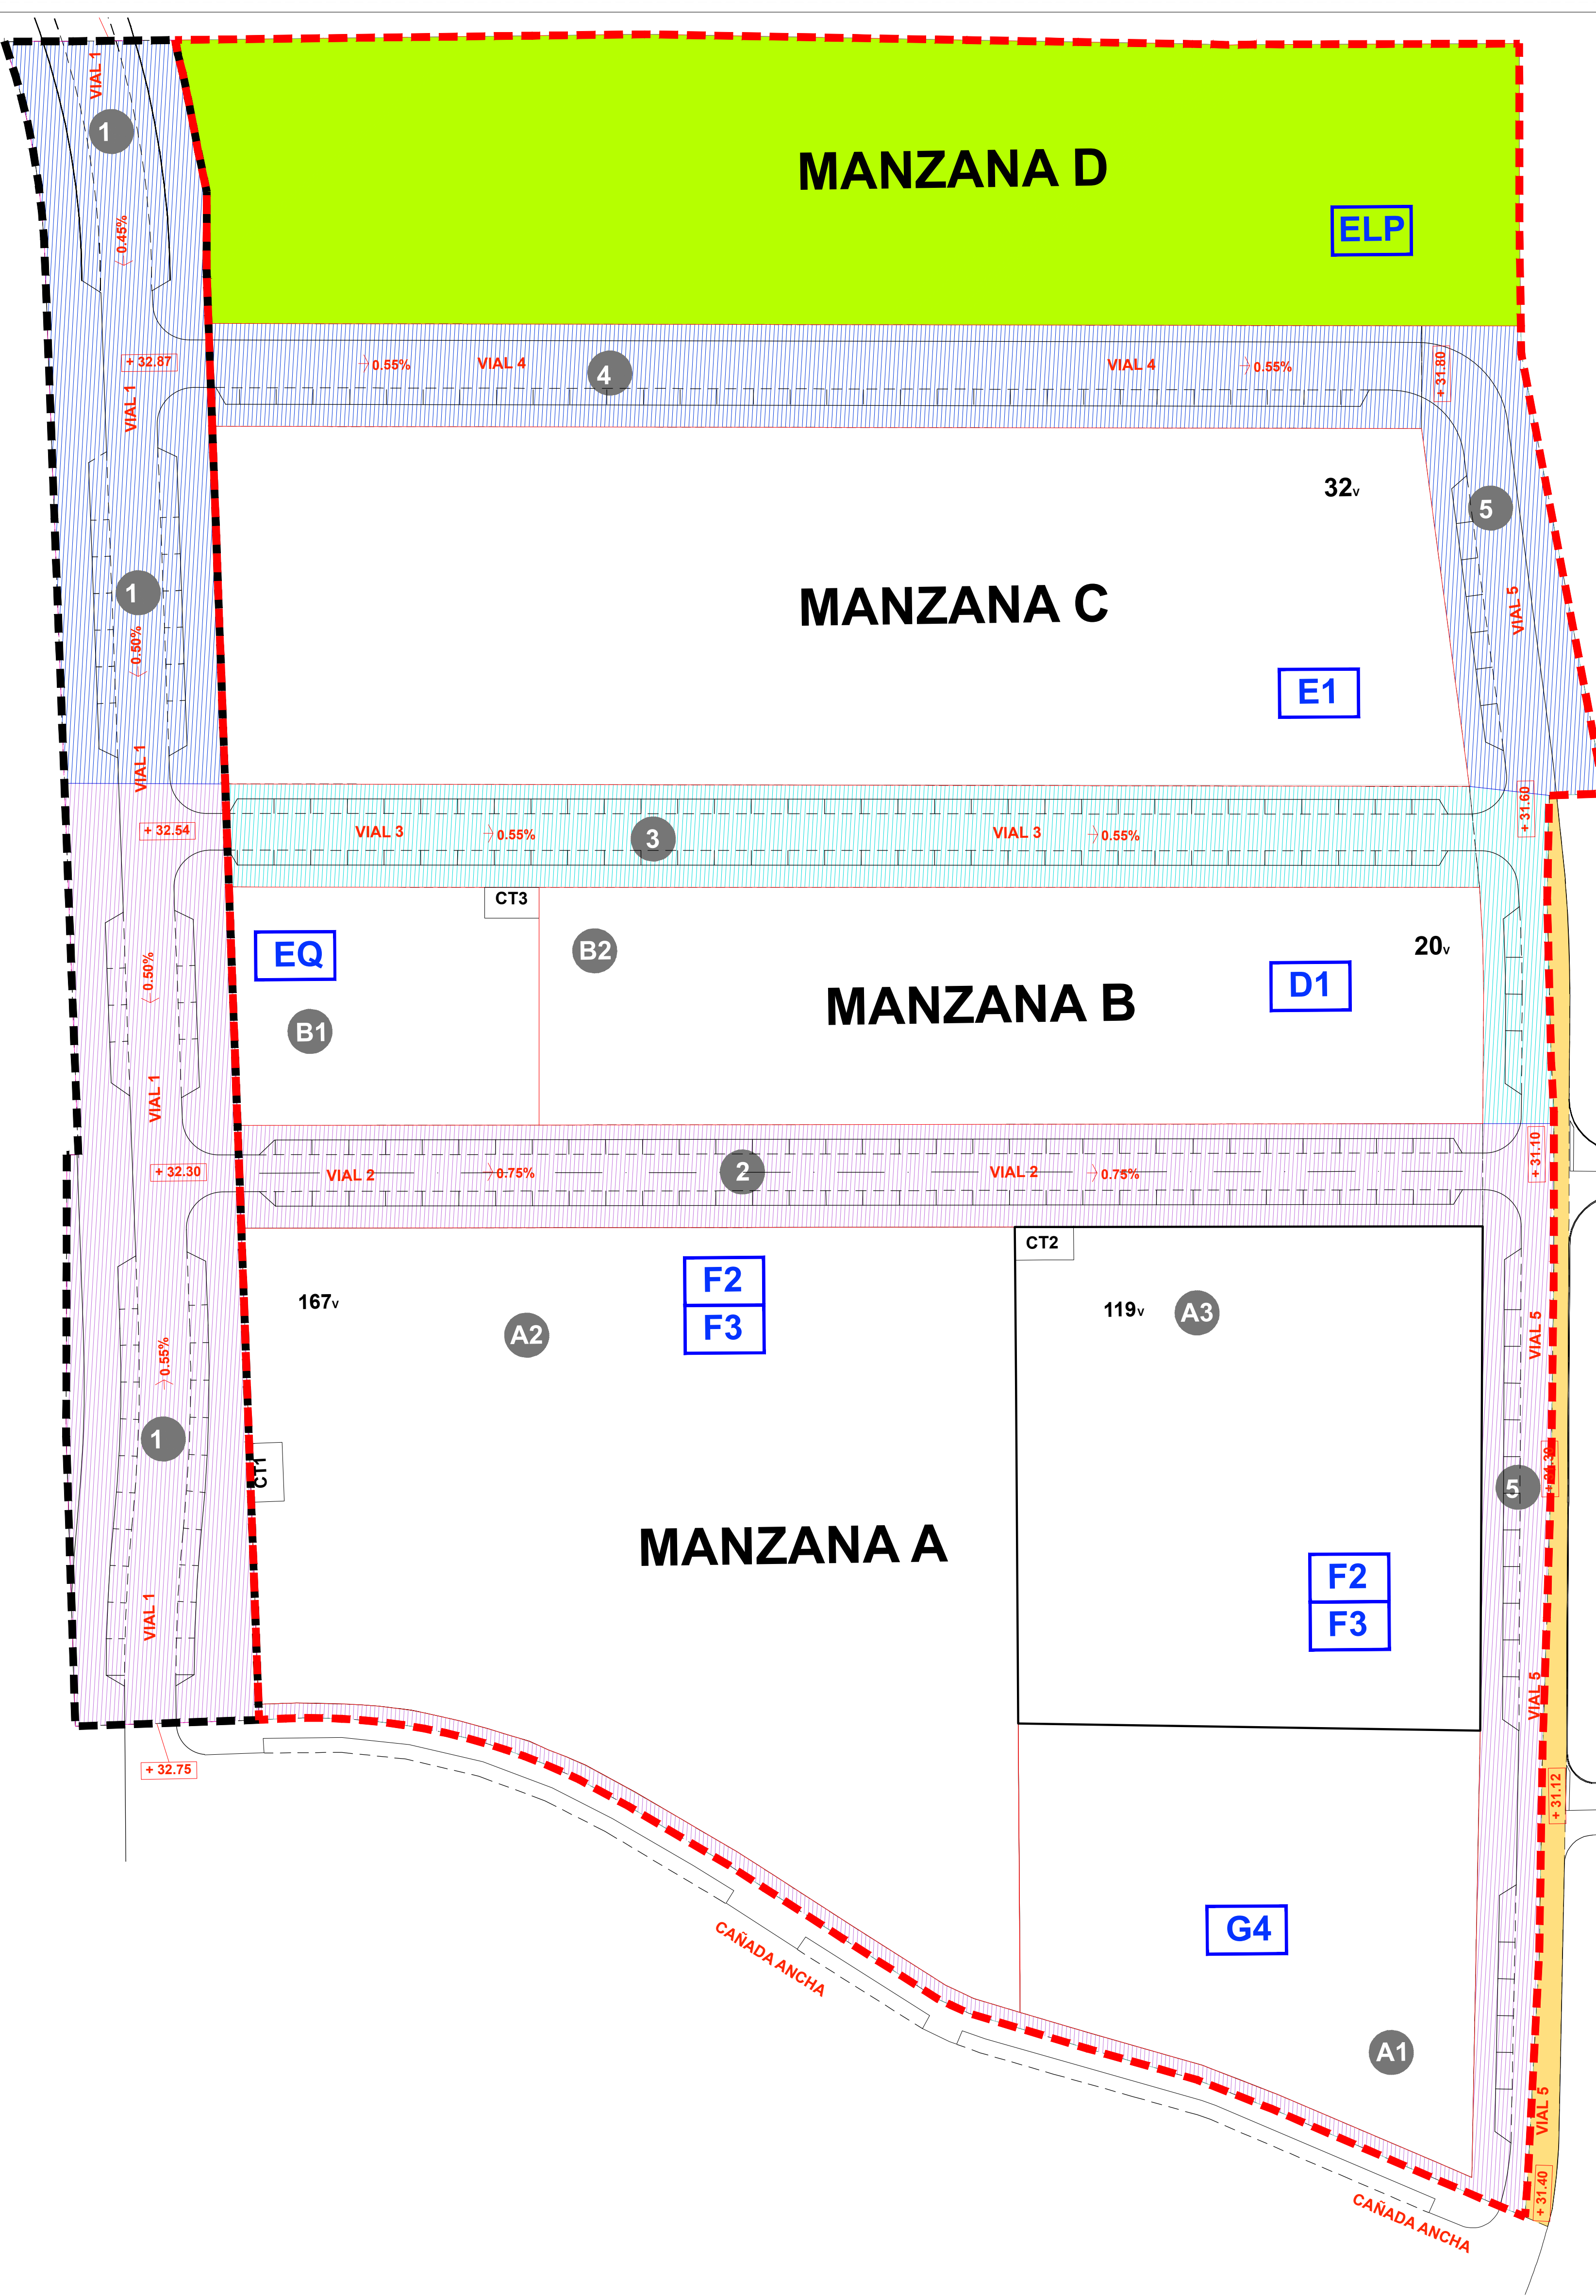 VIAL 1
1
MANZANA D
ELP
0.45%
+ 32.87
0.55%
VIAL 4
4
VIAL 4
0.55%
+ 31.80
VIAL 1
32v
5
MANZANA C
1
VIAL 5
0.50%
E1
VIAL 1
+ 31.60
+ 32.54
VIAL 3
0.55%
3
VIAL 3
0.55%
CT3
EQ
B2
20v
0.50%
D1
MANZANA B
B1
VIAL 1
+ 31.10
+ 32.30
VIAL 2
0.75%
2
VIAL 2
0.75%
CT2
F2
F3
167v
A2
119v
A3
VIAL 5
0.55%
1
CT1
5
MANZANA A
F2
F3
VIAL 1
VIAL 5
+ 32.75
+ 31.12
G4
CAÑADA ANCHA
A1
VIAL 5
+ 31.40
CAÑADA ANCHA